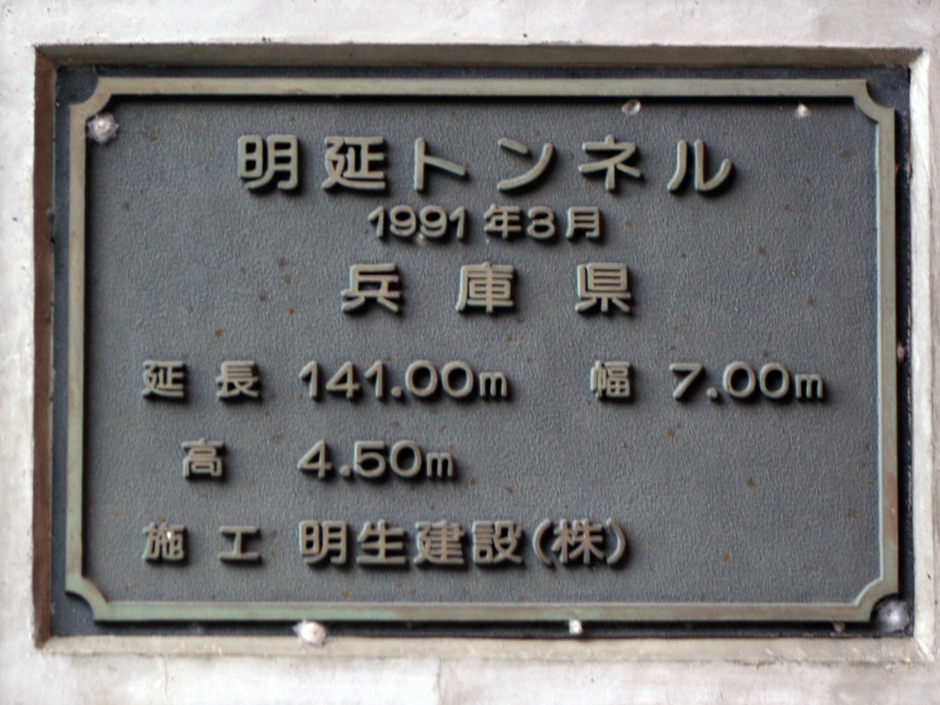 明延トンネル
1991年3月
兵庫県
延長 141.00m 幅 7.00m
高 4.50m
施工 明生建設(株)